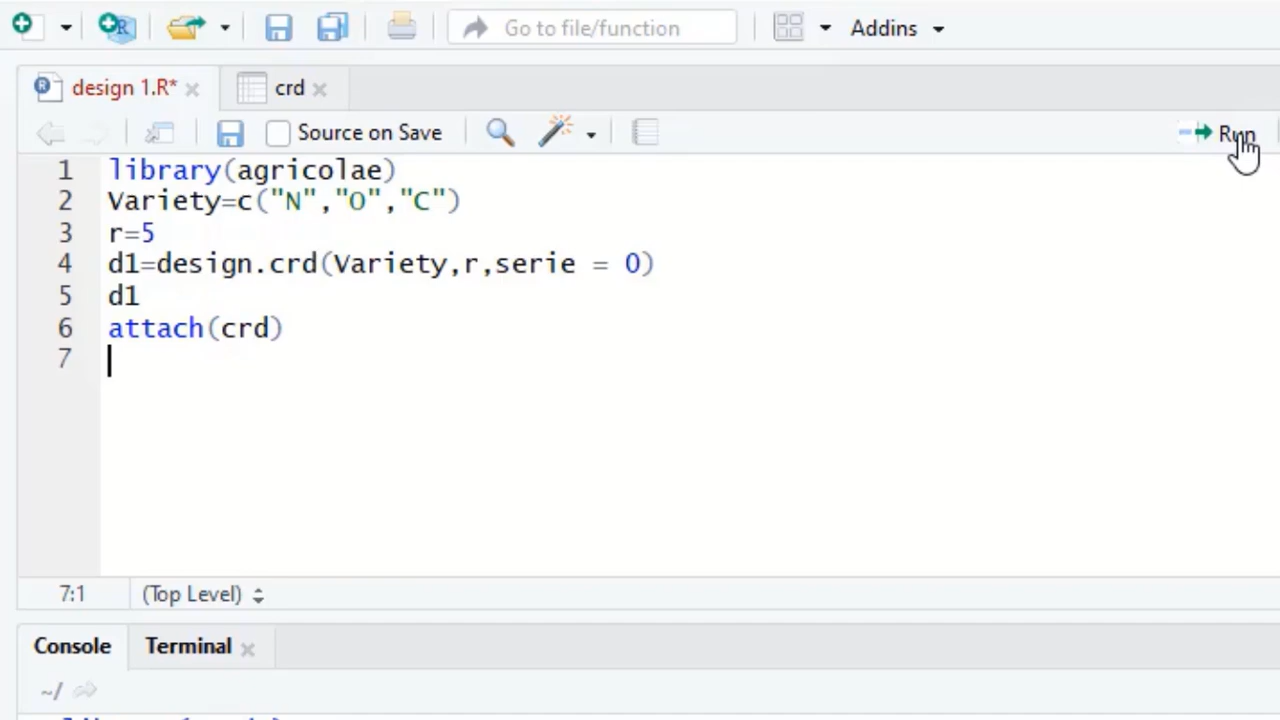 Go to file/function
Addins
design 1.R*
crd
Source on Save
Run
1 library(agricolae)
2 Variety=c("N","O","C")
3 r=5
4 d1=design.crd(Variety,r,serie = 0)
5 d1
6 attach(crd)
7
7:1 (Top Level)
Console Terminal
~/